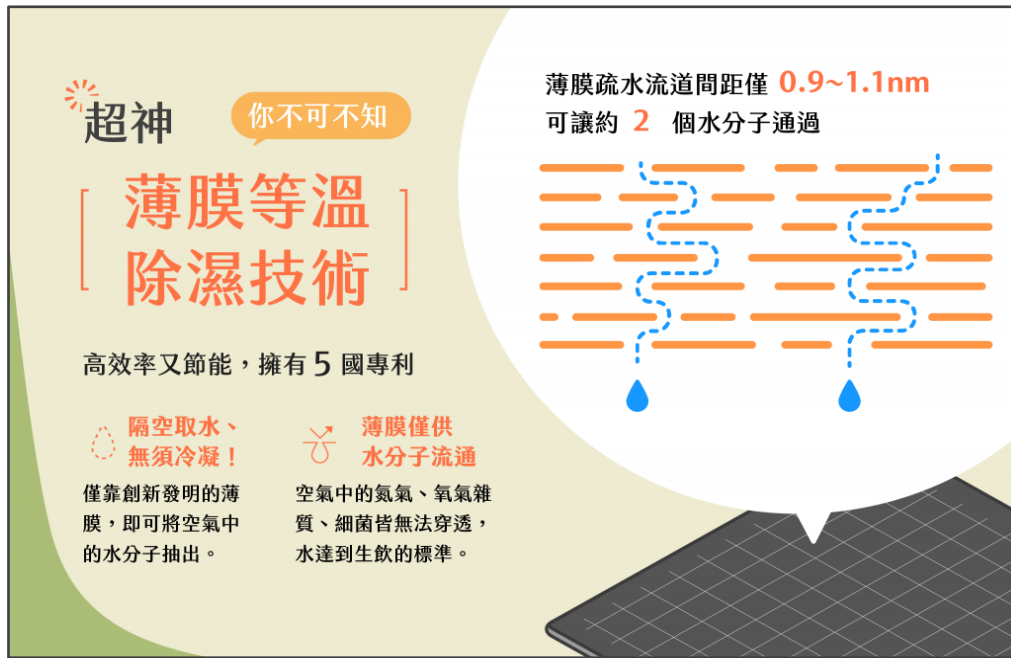 超神
你不可不知
薄膜等溫
除濕技術
高效率又節能，擁有 5 國專利
隔空取水、
無須冷凝！
僅靠創新發明的薄
膜，即可將空氣中
的水分子抽出。
薄膜僅供
水分子流通
空氣中的氮氣、氧氣雜
質、細菌皆無法穿透，
水達到生飲的標準。
薄膜疏水流道間距僅 0.9~1.1nm
可讓約 2 個水分子通過